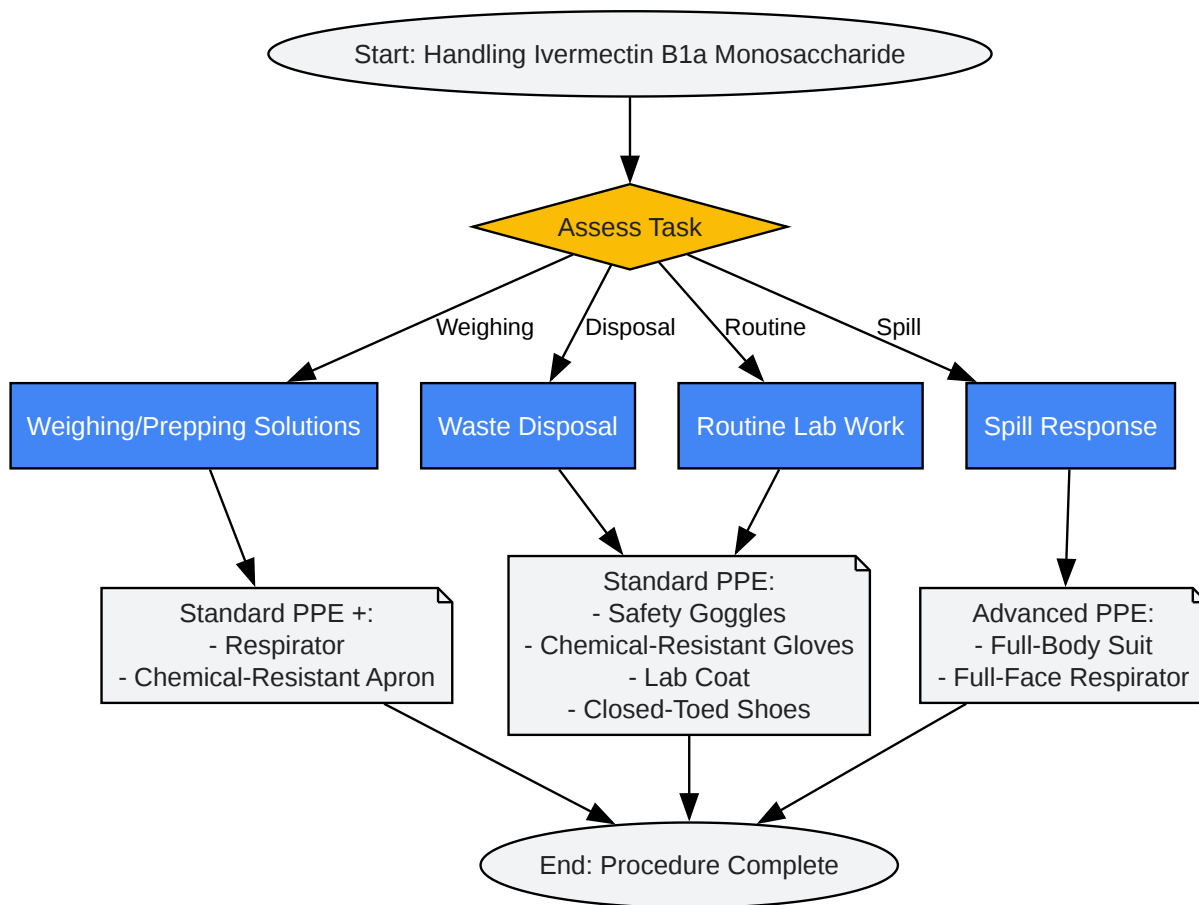 Start: Handling Ivermectin B1a Monosaccharide
Assess Task
Weighing
Disposal
Routine
Spill
Weighing/Prepping Solutions
Waste Disposal
Routine Lab Work
Spill Response
Standard PPE +:
- Respirator
- Chemical-Resistant Apron
Standard PPE:
- Safety Goggles
- Chemical-Resistant Gloves
- Lab Coat
- Closed-Toed Shoes
Advanced PPE:
- Full-Body Suit
- Full-Face Respirator
End: Procedure Complete